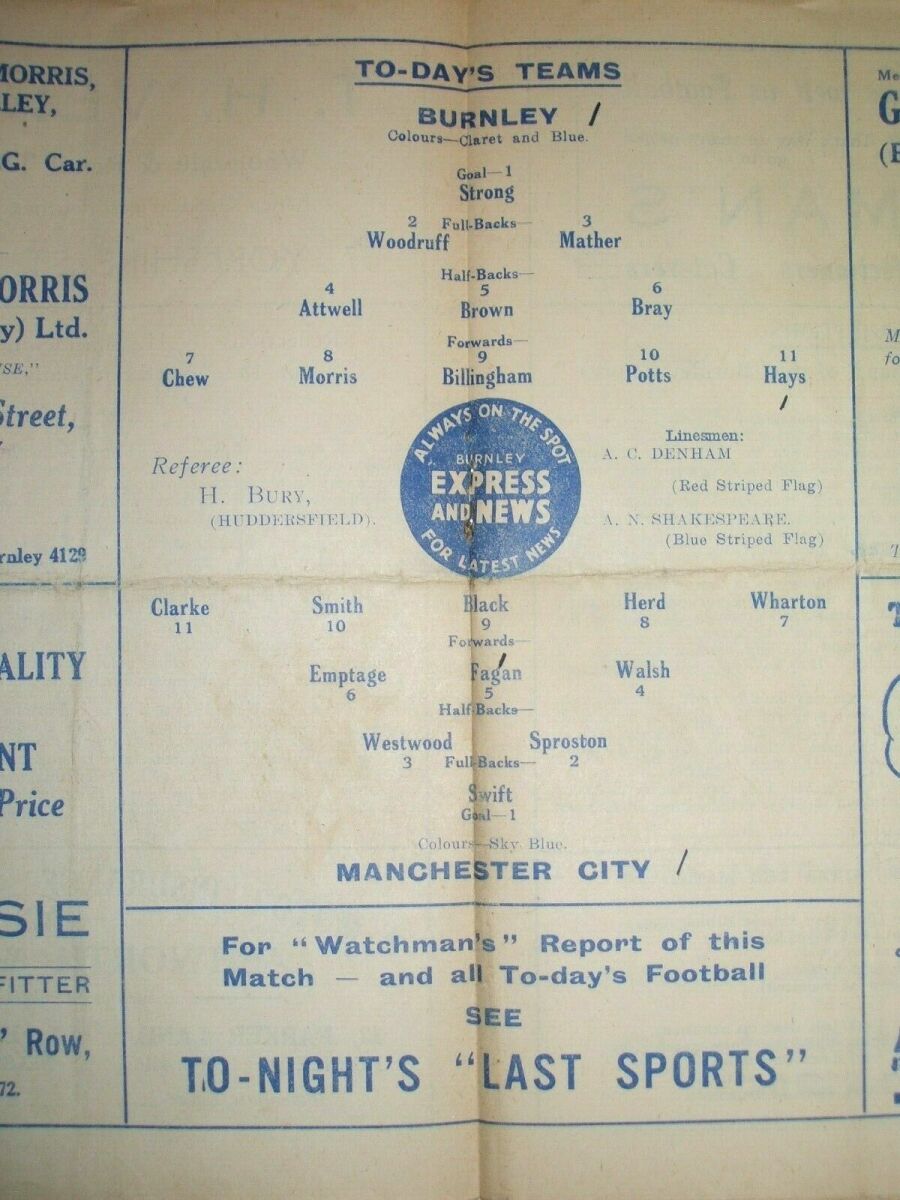 MORRIS,
LEY,
G. Car.
ORRIS
y) Ltd.
Street,
rnley 4129
ALITY
NT
Price
SIE
FITTER
Row,
72.
TO-DAY'S TEAMS
BURNLEY /
Colours—Claret and Blue.
Goal—1
Strong
2 Full-Backs— 3
Woodruff Mather
Half-Backs—
4 5 6
Attwell Brown Bray
Forwards—
7 8 9 10 11
Chew Morris Billingham Potts Hays
/
Referee:
H. BURY,
(HUDDERSFIELD).
ALWAYS ON THE SPOT
BURNLEY
EXPRESS
AND NEWS
FOR LATEST NEWS
Linesmen:
A. C. DENHAM
(Red Striped Flag)
A. N. SHAKESPEARE.
(Blue Striped Flag)
Clarke Smith Black Herd Wharton
11 10 9 8 7
Forwards—
Emptage Fagan Walsh
6 5 4
Half-Backs—
Westwood Sproston
3 Full-Backs— 2
Swift
Goal—1
Colours—Sky Blue.
MANCHESTER CITY /
For "Watchman's" Report of this
Match — and all To-day's Football
SEE
TO-NIGHT'S "LAST SPORTS"
Me
G